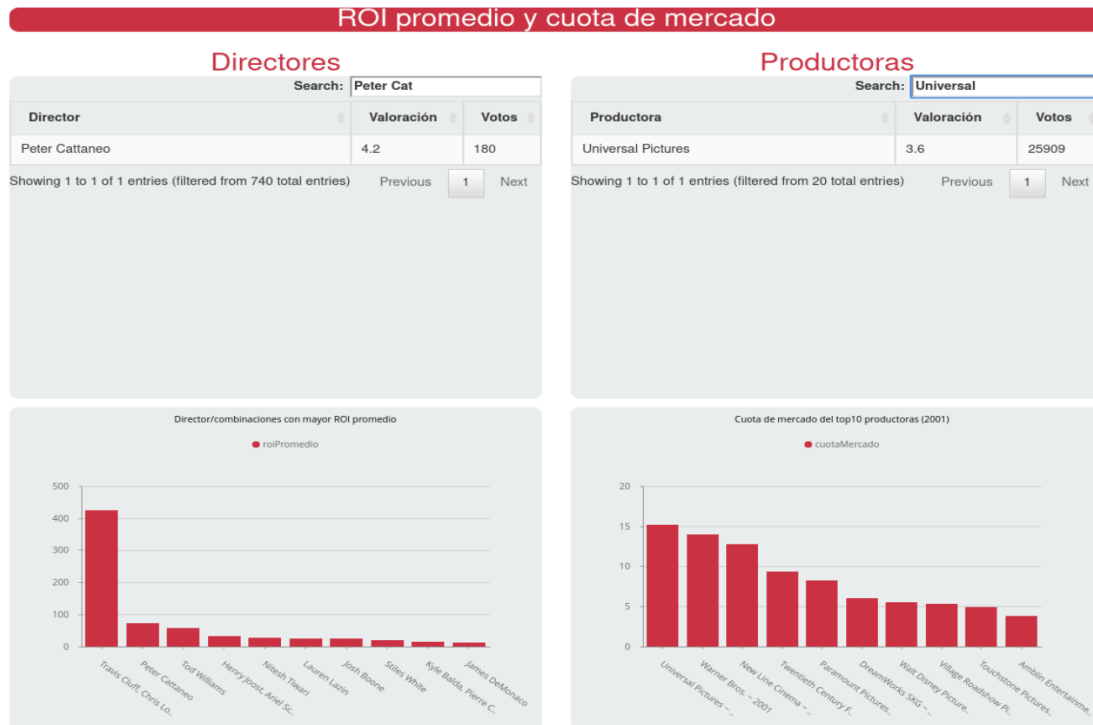 ROI promedio y cuota de mercado
Directores
Search: Peter Cat
Director Valoración Votos
Peter Cattaneo 4.2 180
Showing 1 to 1 of 1 entries (filtered from 740 total entries) Previous 1 Next
Productoras
Search: Universal
Productora Valoración Votos
Universal Pictures 3.6 25909
Showing 1 to 1 of 1 entries (filtered from 20 total entries) Previous 1 Next
Director/combinaciones con mayor ROI promedio
roiPromedio
500
400
300
200
100
0
Travis Cluff, Chris Lo..
Peter Cattaneo
Tod Williams
Henry Joost, Ariel Sc..
Nitesh Tiwari
Lauren Lazin
Josh Boone
Stiles White
Kyle Balda, Pierre C..
James DeMonaco
Cuota de mercado del top10 productoras (2001)
cuotaMercado
20
15
10
5
0
Universal Pictures – ..
Warner Bros. – 2001
New Line Cinema – ..
Twentieth Century F..
Paramount Pictures..
DreamWorks SKG – ..
Walt Disney Picture..
Village Roadshow Pi..
Touchstone Pictures..
Amblin Entertainme..